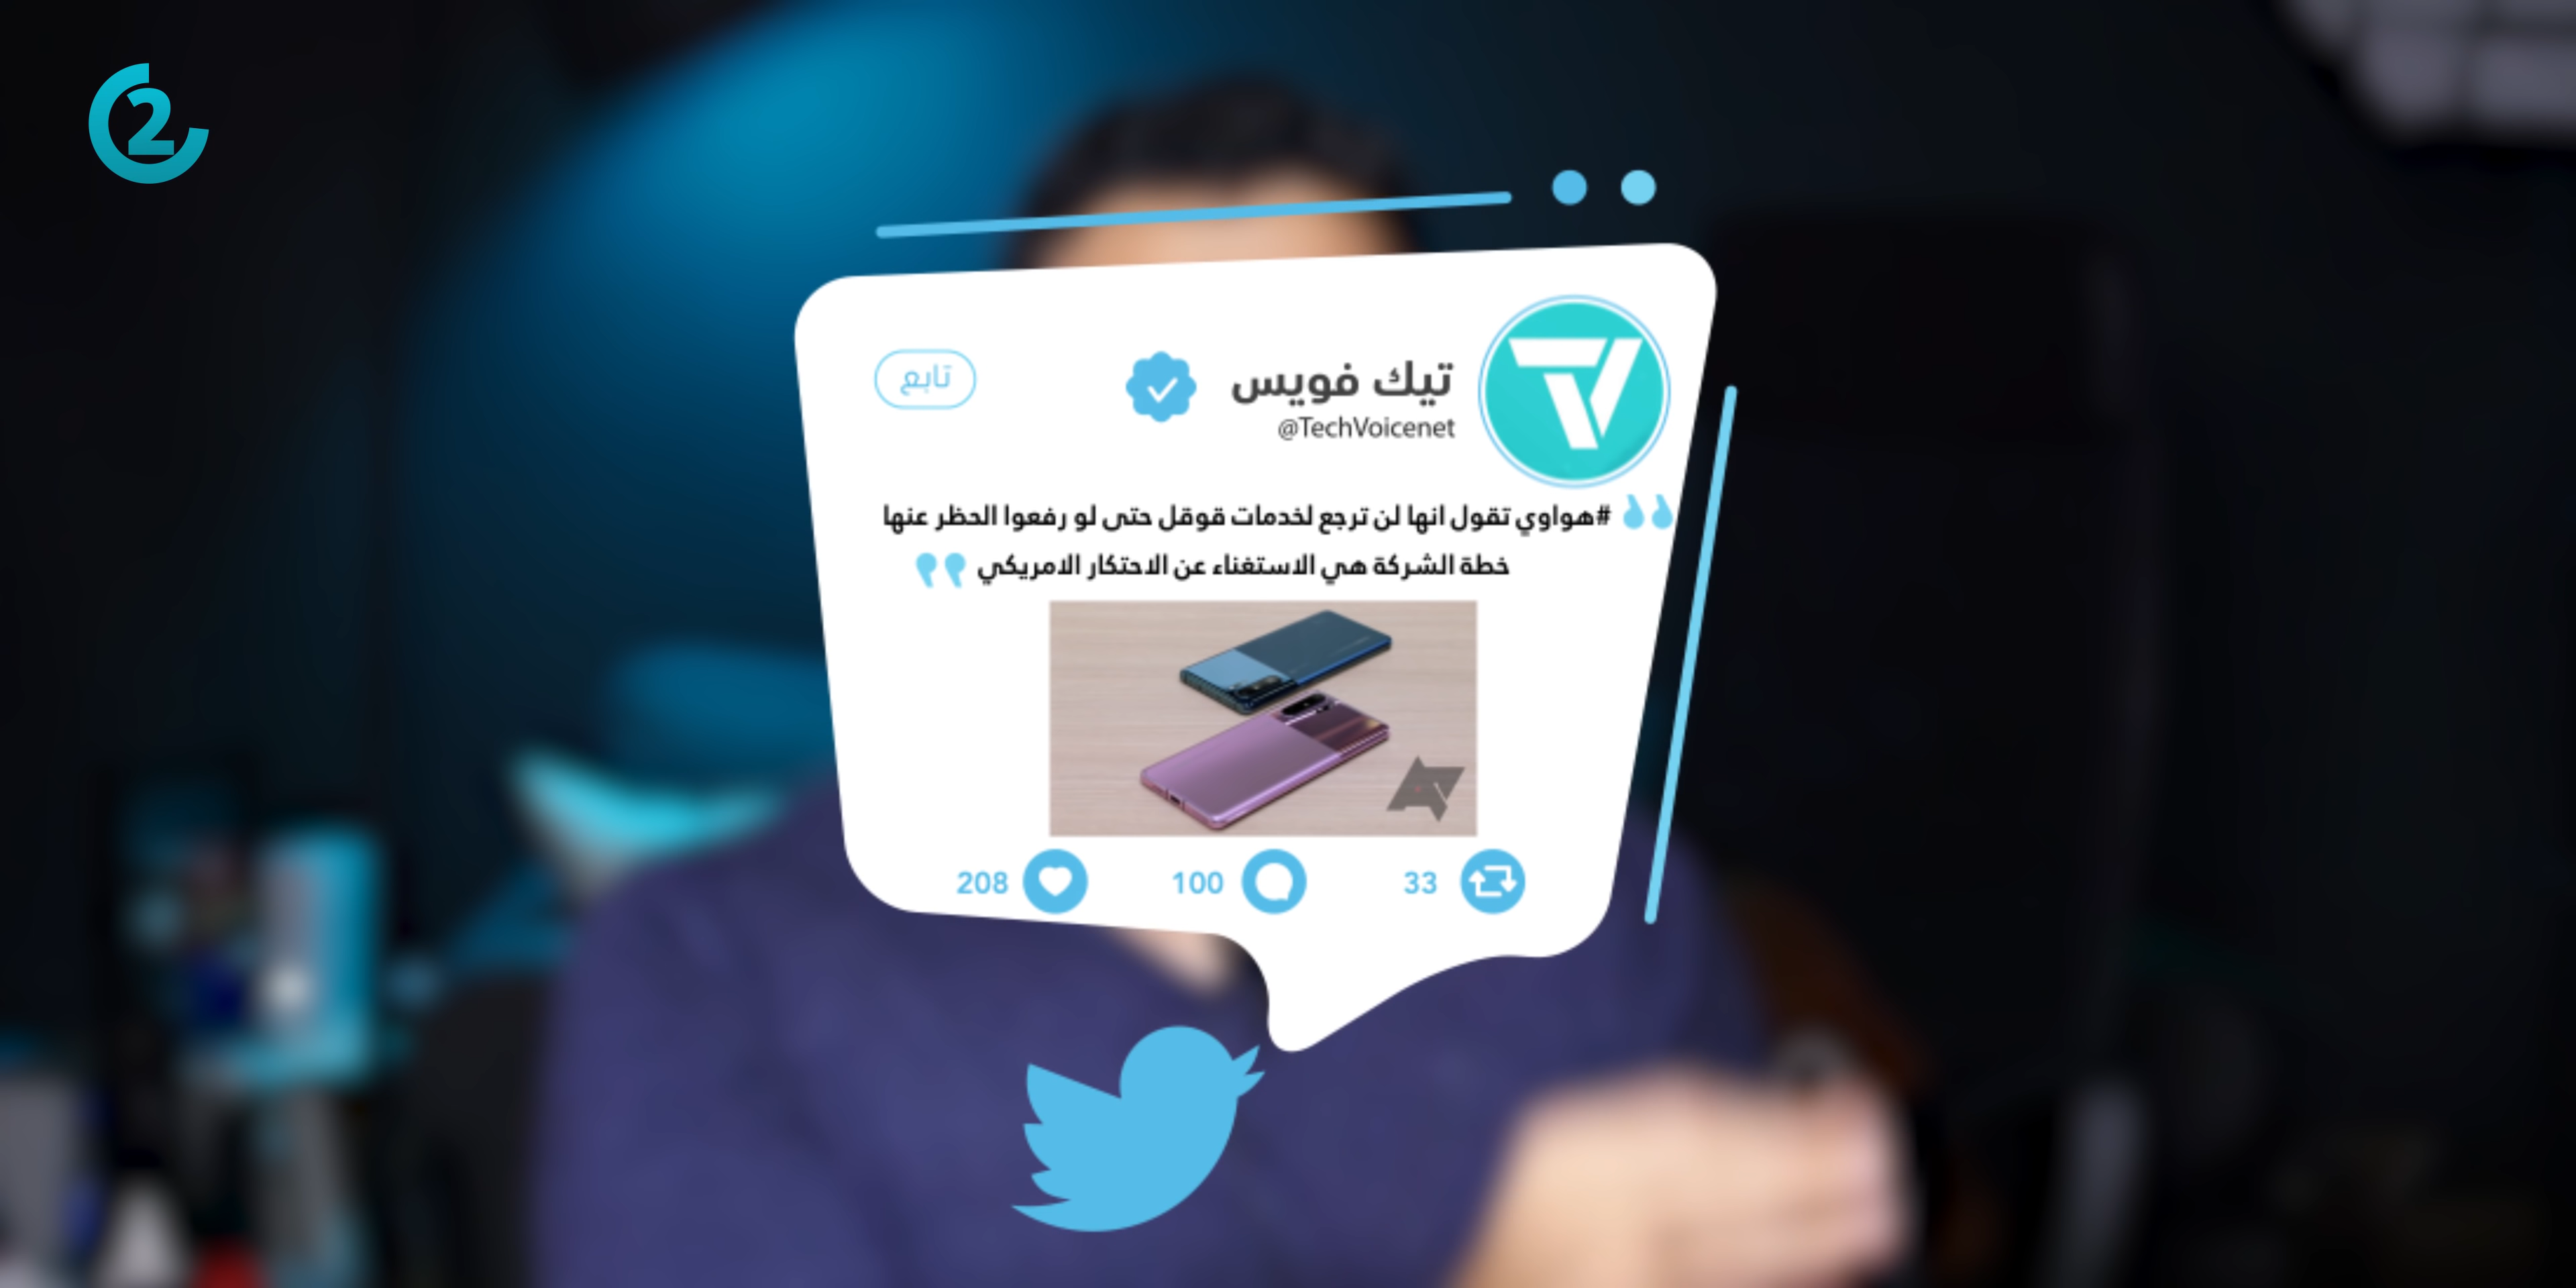 2
تيك فويس
@TechVoicenet
تابع
#هواوي تقول انها لن ترجع لخدمات قوقل حتى لو رفعوا الحظر عنها
خطة الشركة هي الاستغناء عن الاحتكار الامريكي
33
100
208